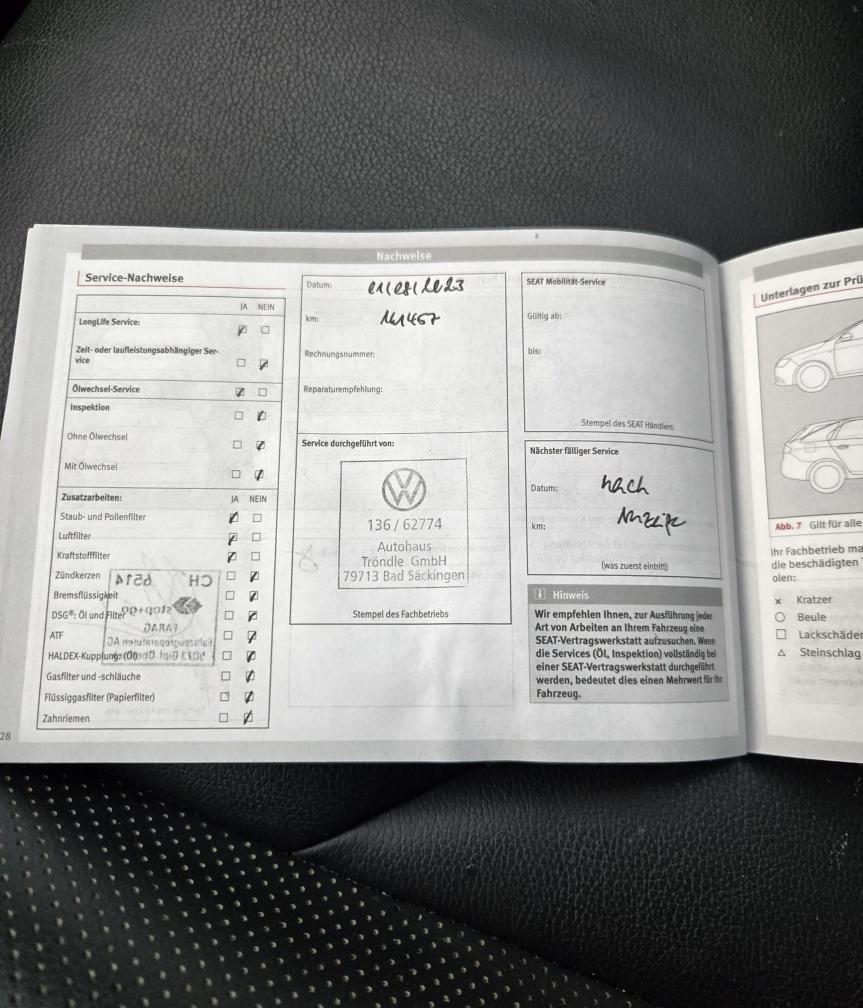 Nachweise
Service-Nachweise
JA NEIN
LongLife Service:
Zeit- oder laufleistungsabhängiger Ser-
vice
Ölwechsel-Service
Inspektion
Ohne Ölwechsel
Mit Ölwechsel
Zusatzarbeiten: JA NEIN
Staub- und Pollenfilter
Luftfilter
Kraftstofffilter
Zündkerzen
Bremsflüssigkeit
DSG®: Öl und Filter
ATF
HALDEX-Kupplung: (Öl)
Gasfilter und -schläuche
Flüssiggasfilter (Papierfilter)
Zahnriemen
28
Datum:
km: 141457
Rechnungsnummer:
Reparaturempfehlung:
Service durchgeführt von:
136 / 62774
Autohaus
Tröndle GmbH
79713 Bad Säckingen
Stempel des Fachbetriebs
SEAT Mobilität-Service
Gültig ab:
bis:
Stempel des SEAT Händlers
Nächster fälliger Service
Datum: nach
km: Anzeige
(was zuerst eintritt)
Hinweis
Wir empfehlen Ihnen, zur Ausführung jeder
Art von Arbeiten an Ihrem Fahrzeug eine
SEAT-Vertragswerkstatt aufzusuchen. Wenn
die Services (Öl, Inspektion) vollständig bei
einer SEAT-Vertragswerkstatt durchgeführt
werden, bedeutet dies einen Mehrwert für Ihr
Fahrzeug.
Unterlagen zur Prü
Abb. 7 Gilt für alle
Ihr Fachbetrieb ma
die beschädigten
olen:
× Kratzer
○ Beule
□ Lackschäden
△ Steinschlag